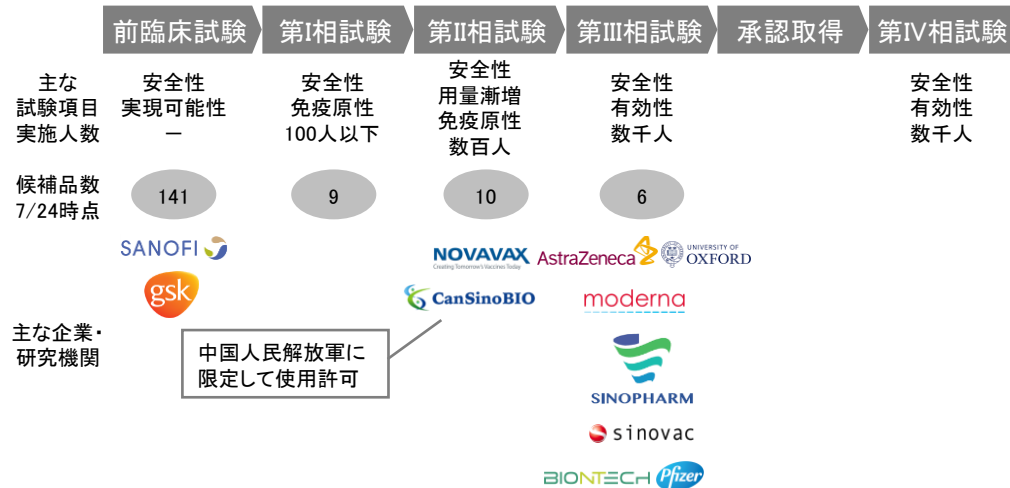 前臨床試験 第I相試験 第II相試験 第III相試験 承認取得 第IV相試験
主な
試験項目
実施人数
安全性
実現可能性
－
安全性
免疫原性
100人以下
安全性
用量漸増
免疫原性
数百人
安全性
有効性
数千人
安全性
有効性
数千人
候補品数
7/24時点
141 9 10 6
主な企業・
研究機関
SANOFI
gsk
NOVAVAX
Creating Tomorrow's Vaccines Today
CanSinoBIO
中国人民解放軍に
限定して使用許可
AstraZeneca
UNIVERSITY OF
OXFORD
moderna
SINOPHARM
sinovac
BIONTECH Pfizer